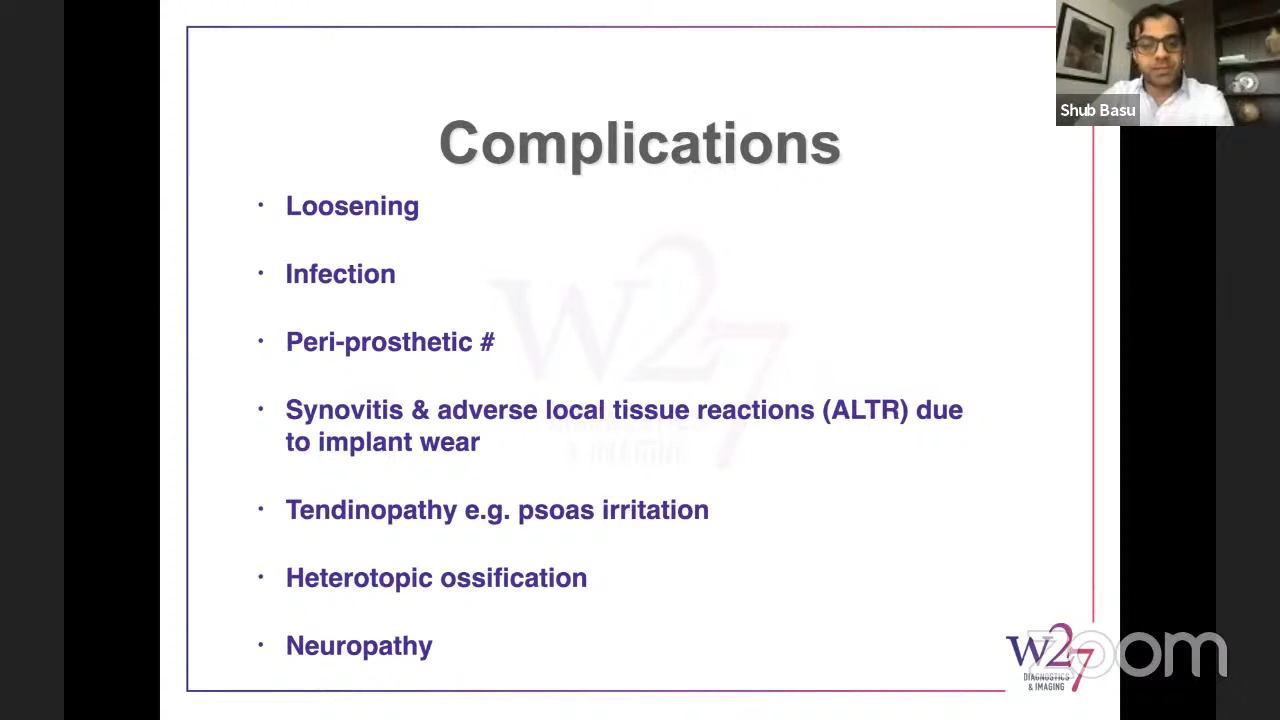 Shub Basu
Complications
· Loosening
· Infection
· Peri-prosthetic #
· Synovitis & adverse local tissue reactions (ALTR) due
to implant wear
· Tendinopathy e.g. psoas irritation
· Heterotopic ossification
· Neuropathy
W27
DIAGNOSTICS
& IMAGING
zoom